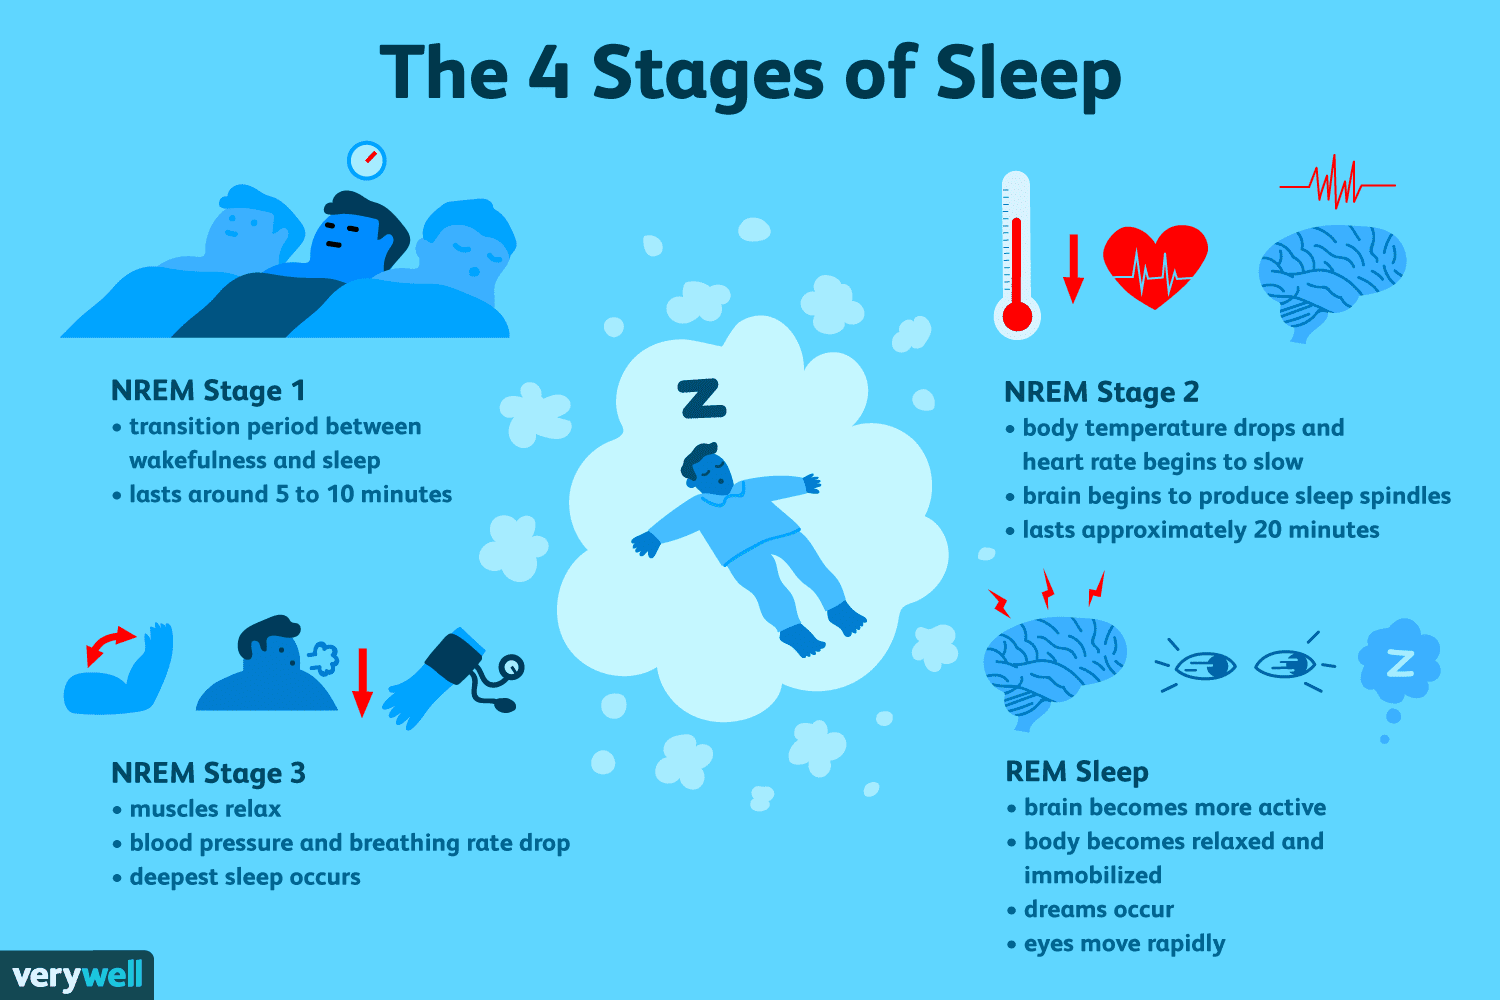 The 4 Stages of Sleep
NREM Stage 1
• transition period between
wakefulness and sleep
• lasts around 5 to 10 minutes
NREM Stage 2
• body temperature drops and
heart rate begins to slow
• brain begins to produce sleep spindles
• lasts approximately 20 minutes
Z
Z
NREM Stage 3
• muscles relax
• blood pressure and breathing rate drop
• deepest sleep occurs
REM Sleep
• brain becomes more active
• body becomes relaxed and
immobilized
• dreams occur
• eyes move rapidly
verywell